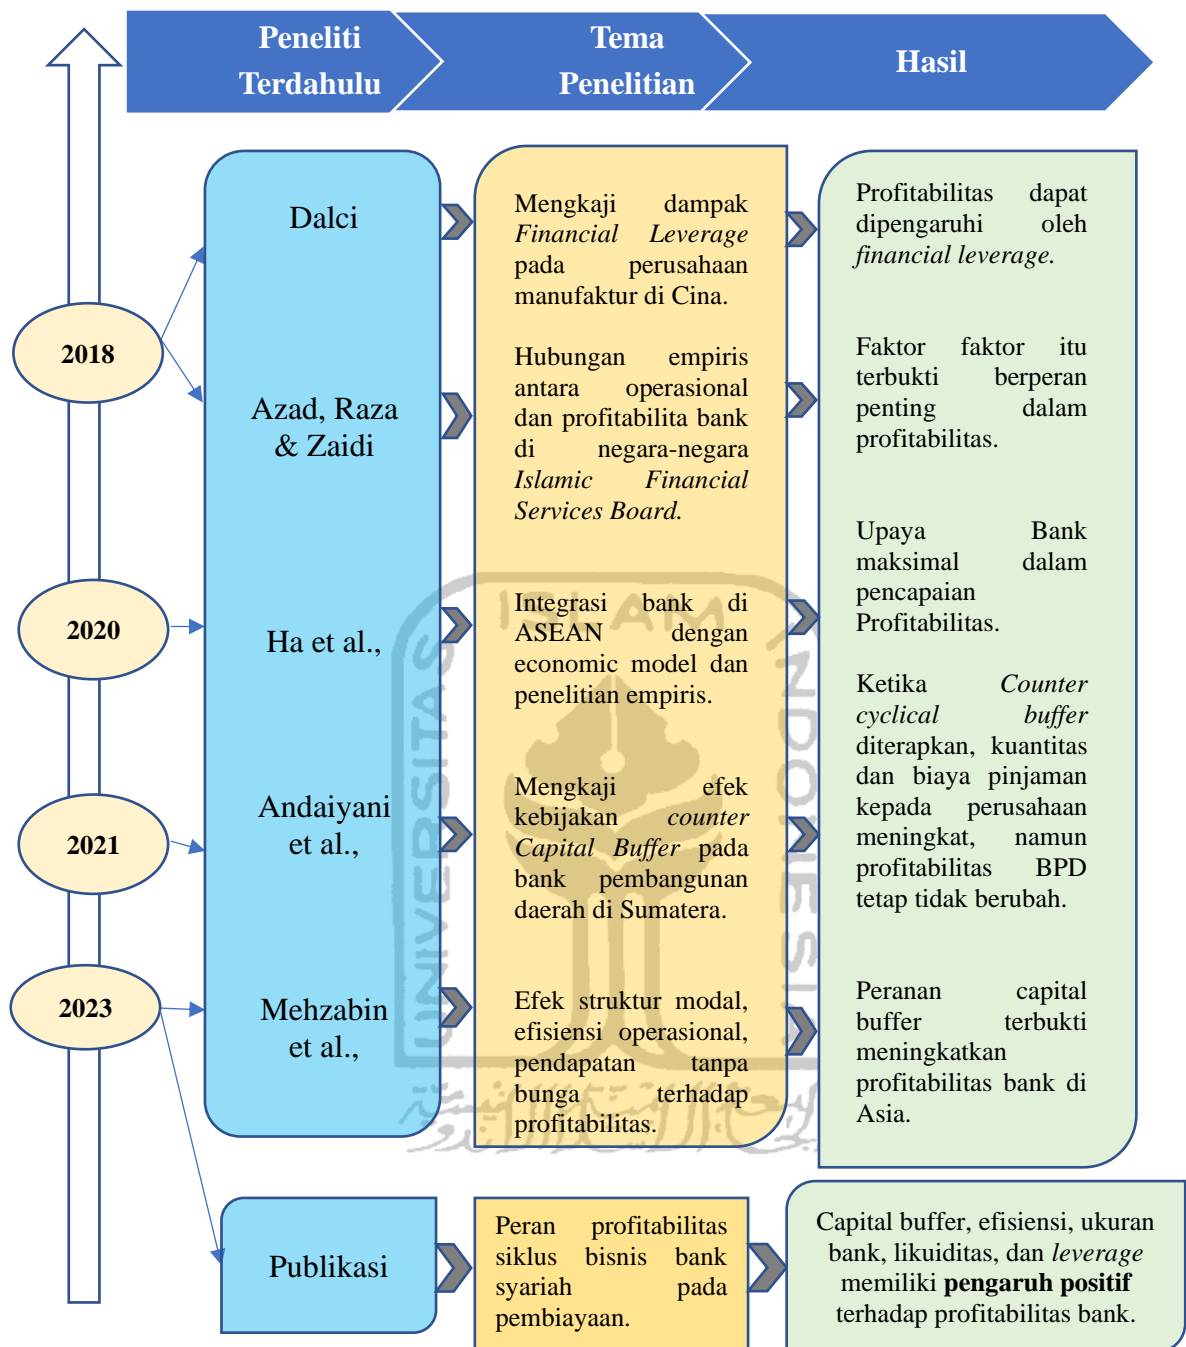 Peneliti
Terdahulu
Tema
Penelitian
Hasil
2018
Dalci
Mengkaji dampak
Financial Leverage
pada perusahaan
manufaktur di Cina.
Profitabilitas dapat
dipengaruhi oleh
financial leverage.
Azad, Raza
& Zaidi
Hubungan empiris
antara operasional
dan profitabilita bank
di negara-negara
Islamic Financial
Services Board.
Faktor faktor itu
terbukti berperan
penting dalam
profitabilitas.
2020
Ha et al.,
Integrasi bank di
ASEAN dengan
economic model dan
penelitian empiris.
Upaya Bank
maksimal dalam
pencapaian
Profitabilitas.
2021
Andaiyani
et al.,
Mengkaji efek
kebijakan counter
Capital Buffer pada
bank pembangunan
daerah di Sumatera.
Ketika Counter
cyclical buffer
diterapkan, kuantitas
dan biaya pinjaman
kepada perusahaan
meningkat, namun
profitabilitas BPD
tetap tidak berubah.
2023
Mehzabin
et al.,
Efek struktur modal,
efisiensi operasional,
pendapatan tanpa
bunga terhadap
profitabilitas.
Peranan capital
buffer terbukti
meningkatkan
profitabilitas bank di
Asia.
Publikasi
Peran profitabilitas
siklus bisnis bank
syariah pada
pembiayaan.
Capital buffer, efisiensi, ukuran
bank, likuiditas, dan leverage
memiliki pengaruh positif
terhadap profitabilitas bank.
UNIVERSITAS
ISLAM
INDONESIA